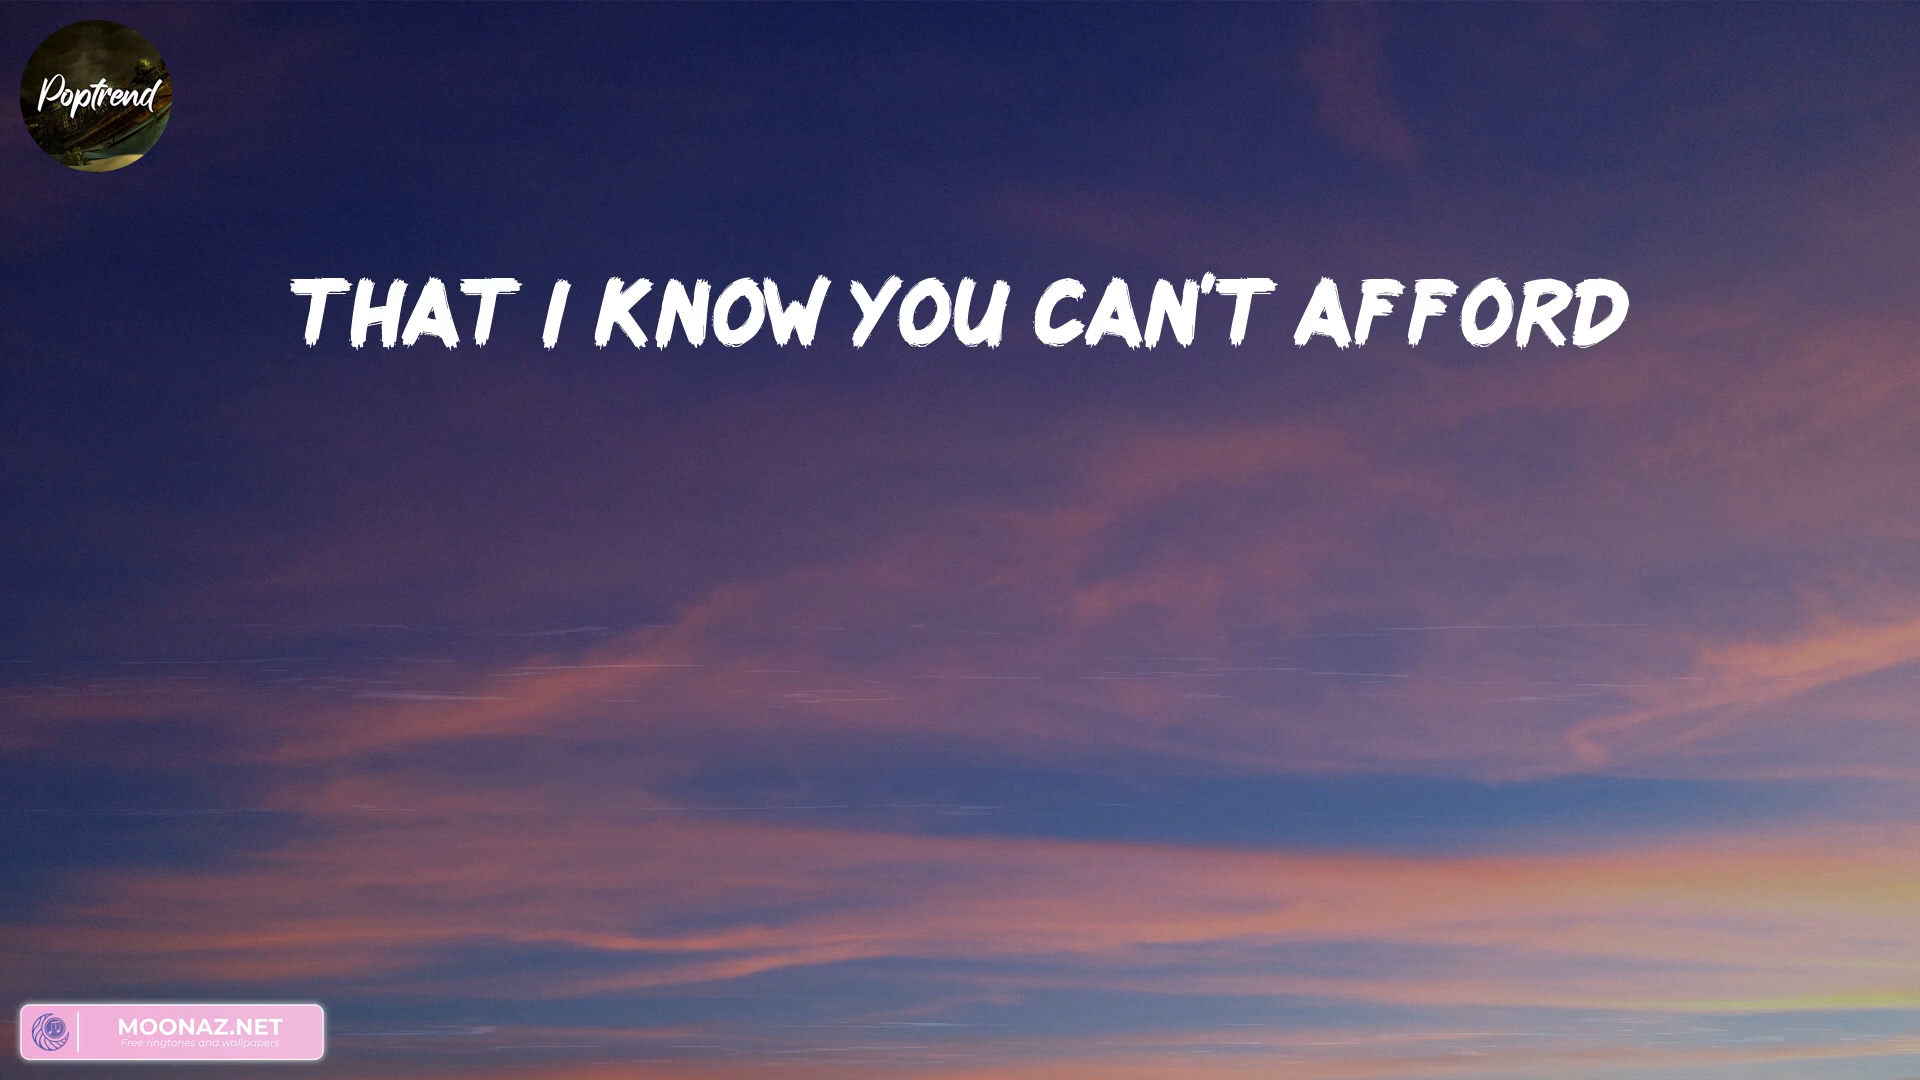 Poptrend
THAT I KNOW YOU CAN'T AFFORD
MOONAZ.NET
Free ringtones and wallpapers